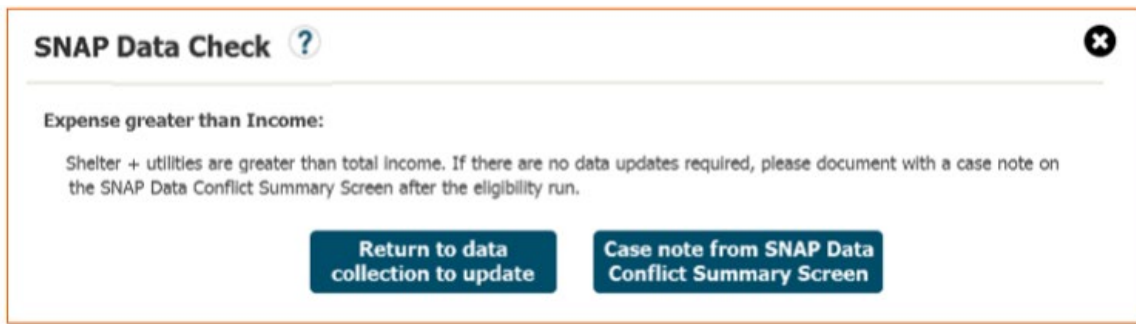 SNAP Data Check ?
Expense greater than Income:
Shelter + utilities are greater than total income. If there are no data updates required, please document with a case note on
the SNAP Data Conflict Summary Screen after the eligibility run.
Return to data
collection to update
Case note from SNAP Data
Conflict Summary Screen